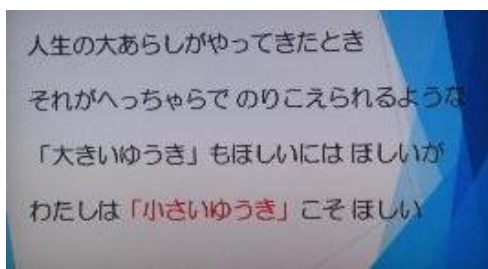 人生の大あらしがやってきたとき
それがへっちゃらで のりこえられるような
「大きいゆうき」もほしいには ほしいが
わたしは「小さいゆうき」こそ ほしい